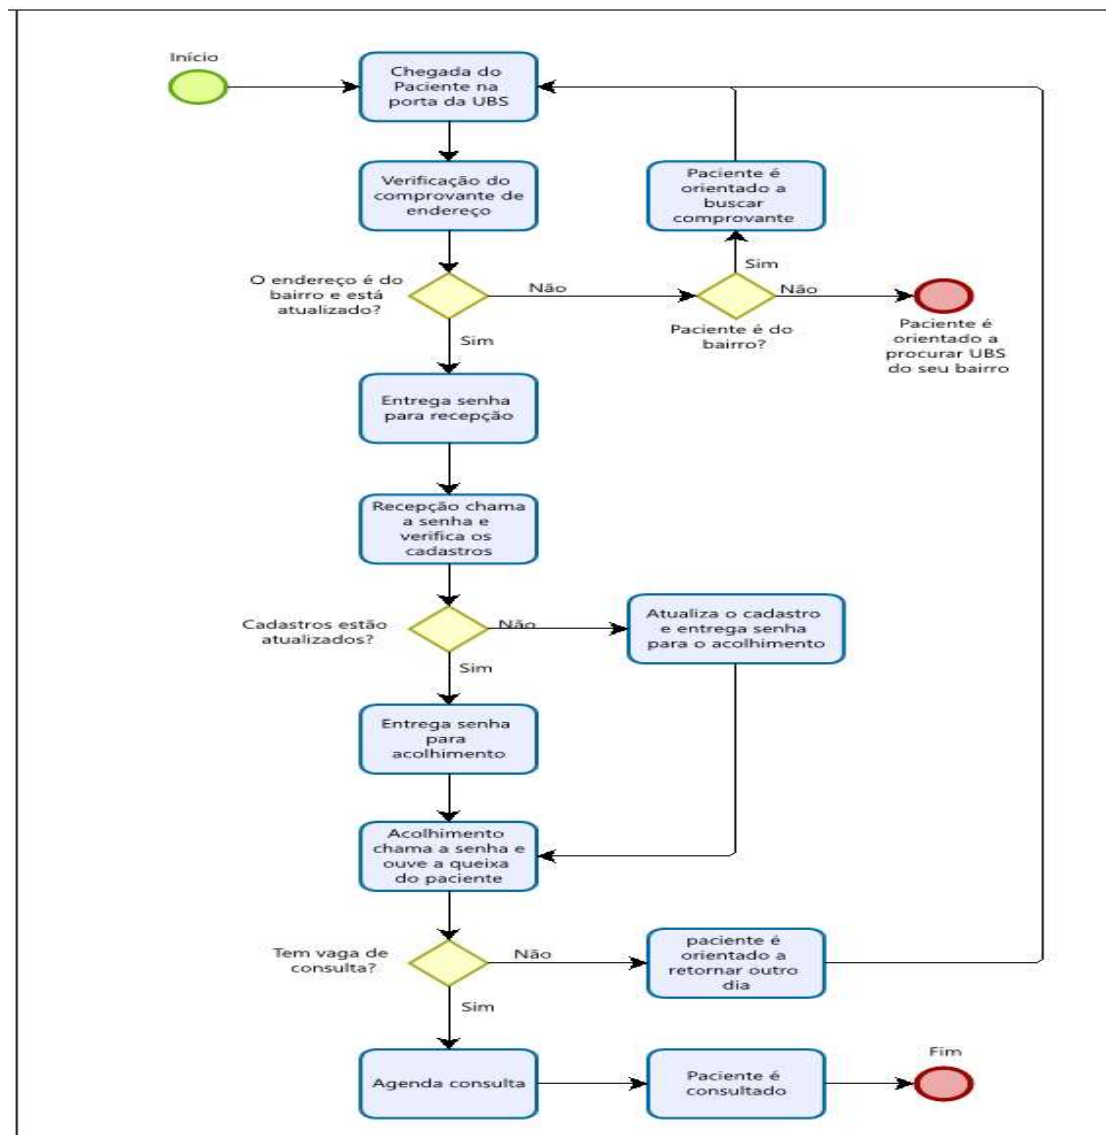 Início
Chegada do
Paciente na
porta da UBS
Verificação do
comprovante de
endereço
Paciente é
orientado a
buscar
comprovante
O endereço é do
bairro e está
atualizado?
Não
Sim
Sim
Paciente é do
bairro?
Não
Paciente é
orientado a
procurar UBS
do seu bairro
Entrega senha
para recepção
Recepção chama
a senha e
verifica os
cadastros
Cadastros estão
atualizados?
Não
Atualiza o cadastro
e entrega senha
para o acolhimento
Sim
Entrega senha
para
acolhimento
Acolhimento
chama a senha e
ouve a queixa
do paciente
Tem vaga de
consulta?
Não
paciente é
orientado a
retornar outro
dia
Sim
Agenda consulta
Paciente é
consultado
Fim